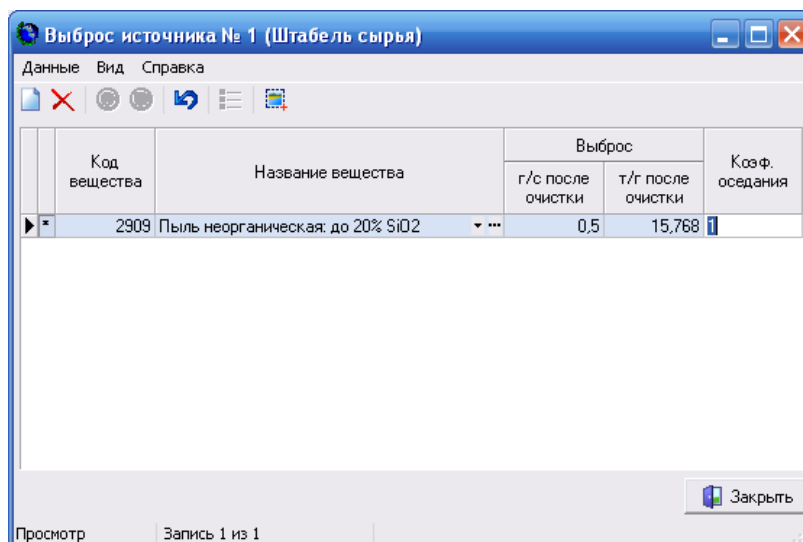 Выброс источника № 1 (Штабель сырья)
Данные Вид Справка
Код вещества
Название вещества
Выброс
г/с после очистки
т/г после очистки
Коэф. оседания
* 2909 Пыль неорганическая: до 20% SiO2 ... 0,5 15,768 1
Закрыть
Просмотр Запись 1 из 1